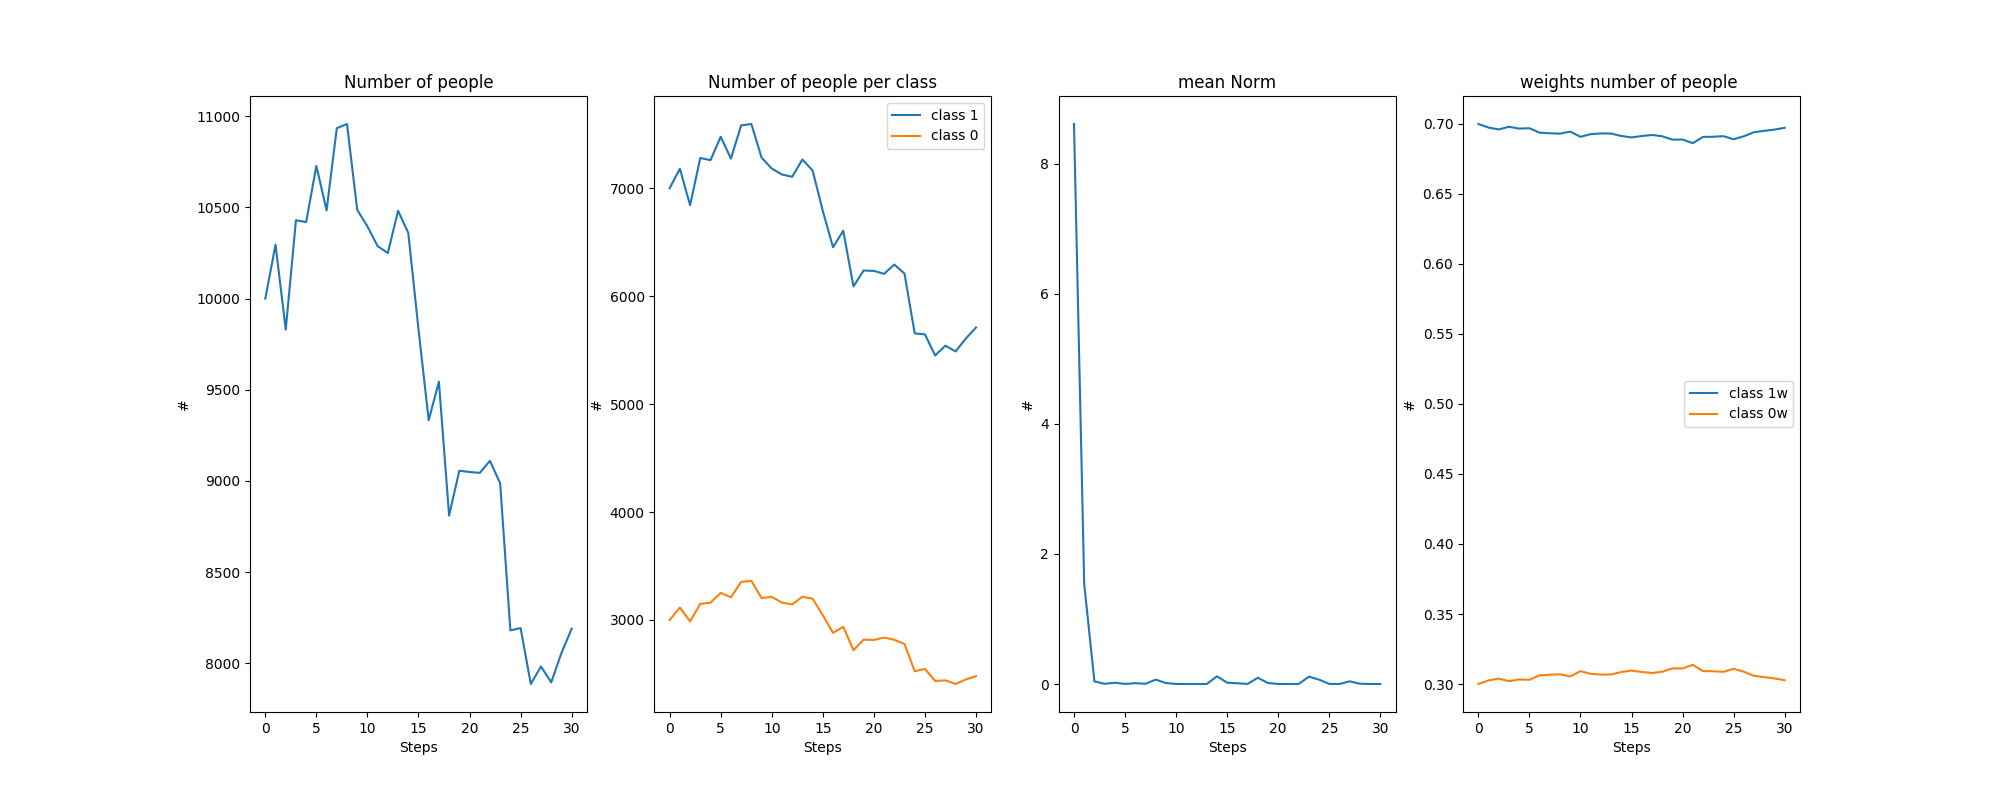 Number of people
11000
10500
10000
9500
9000
8500
8000
#
0 5 10 15 20 25 30
Steps
Number of people per class
class 1
class 0
7000
6000
5000
4000
3000
#
0 5 10 15 20 25 30
Steps
mean Norm
8
6
4
2
0
#
0 5 10 15 20 25 30
Steps
weights number of people
0.70
0.65
0.60
0.55
0.50
0.45
0.40
0.35
0.30
#
class 1w
class 0w
0 5 10 15 20 25 30
Steps